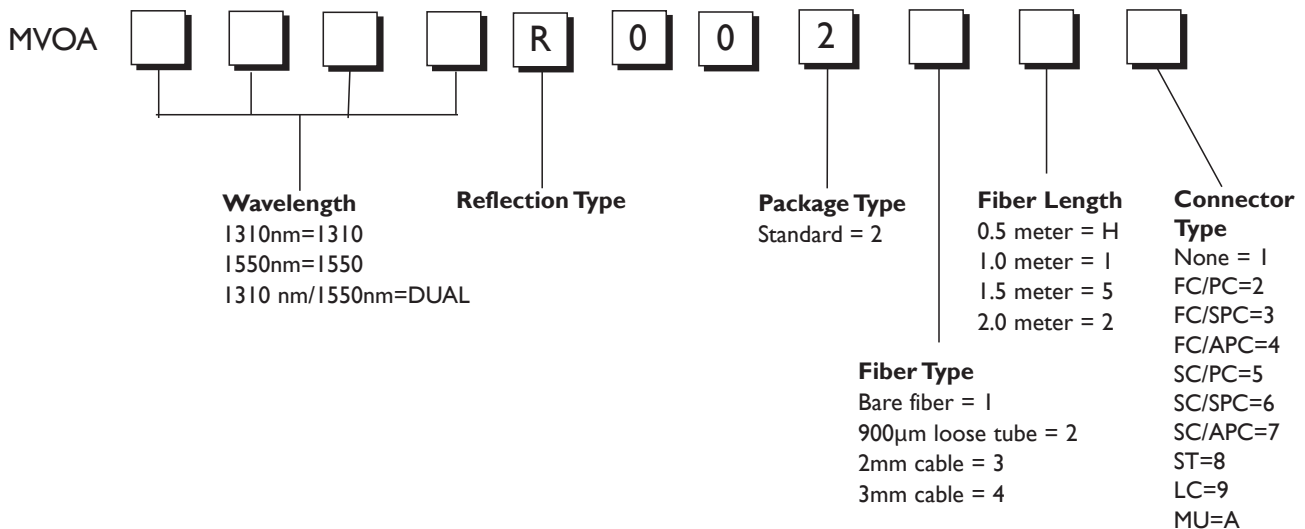 MVOA R 0 0 2
Wavelength
1310nm=1310
1550nm=1550
1310 nm/1550nm=DUAL
Reflection Type
Package Type
Standard = 2
Fiber Type
Bare fiber = 1
900µm loose tube = 2
2mm cable = 3
3mm cable = 4
Fiber Length
0.5 meter = H
1.0 meter = 1
1.5 meter = 5
2.0 meter = 2
Connector
Type
None = 1
FC/PC=2
FC/SPC=3
FC/APC=4
SC/PC=5
SC/SPC=6
SC/APC=7
ST=8
LC=9
MU=A